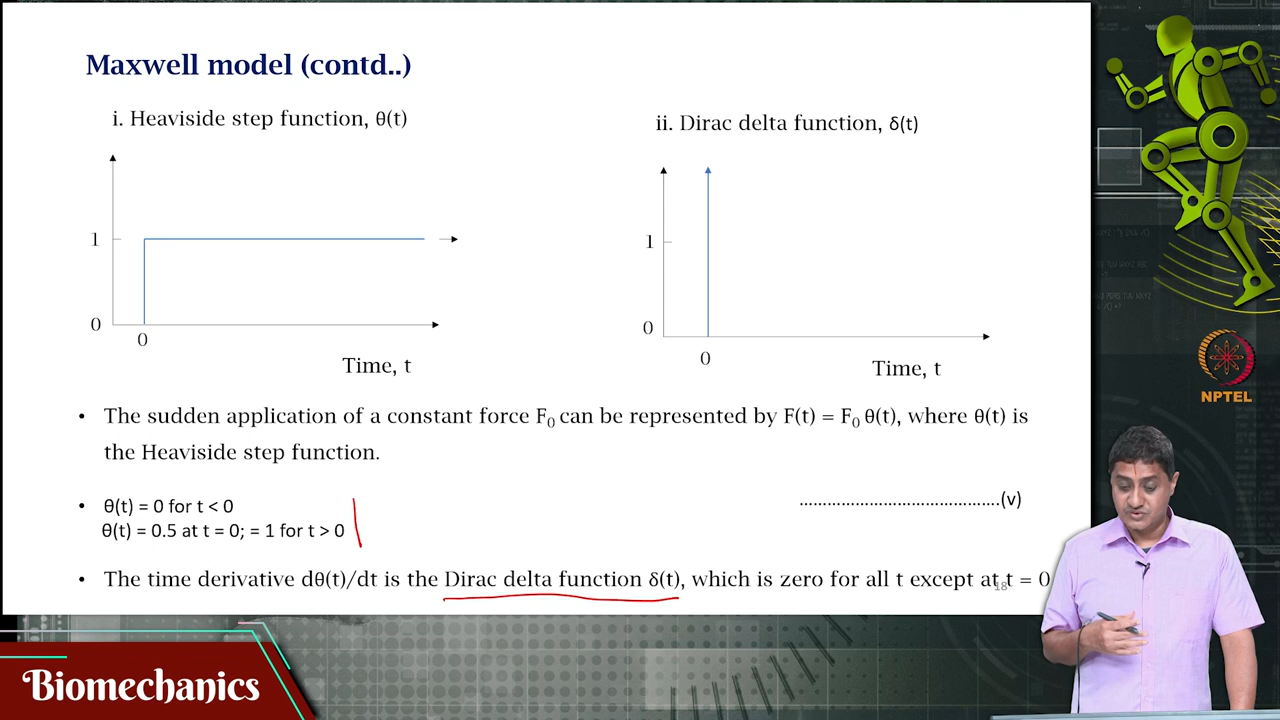 Maxwell model (contd..)
i. Heaviside step function, θ(t)
ii. Dirac delta function, δ(t)
1
0
0
Time, t
1
0
0
Time, t
• The sudden application of a constant force F₀ can be represented by F(t) = F₀ θ(t), where θ(t) is
the Heaviside step function.
• θ(t) = 0 for t < 0
θ(t) = 0.5 at t = 0; = 1 for t > 0
...........................................(v)
• The time derivative dθ(t)/dt is the Dirac delta function δ(t), which is zero for all t except at t = 0
18
NPTEL
Biomechanics